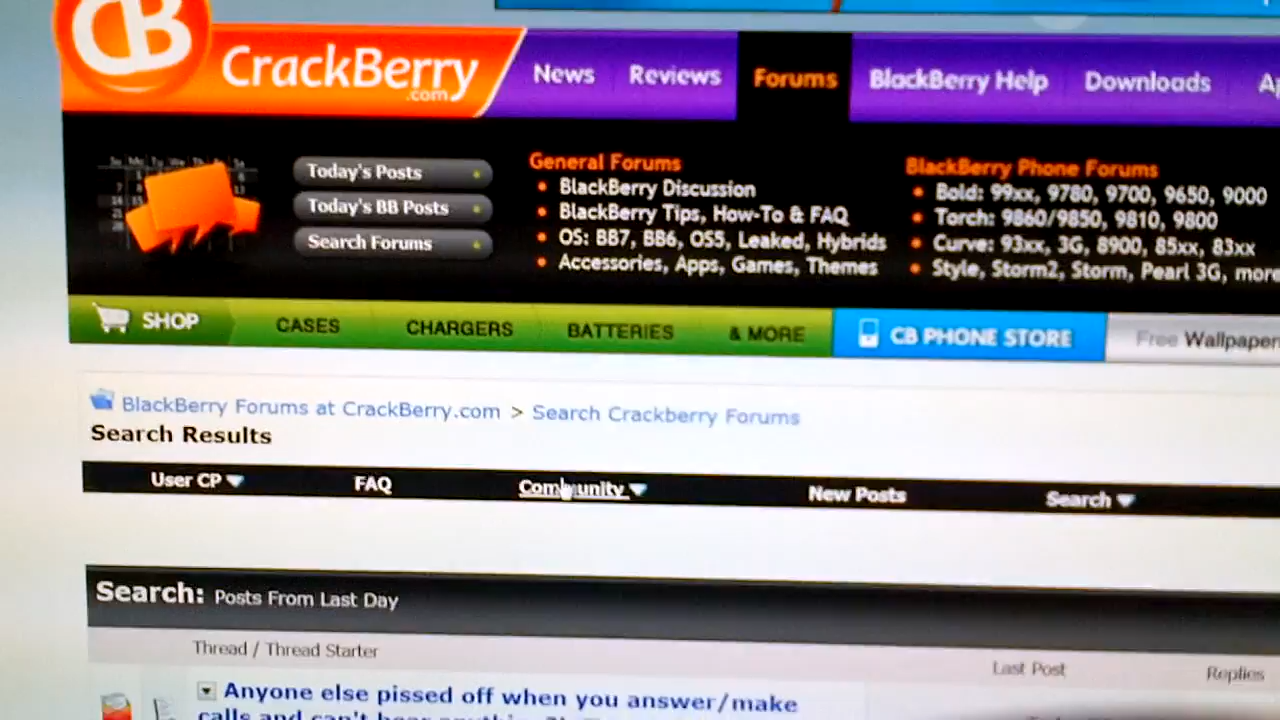 CB
CrackBerry
.com
News Reviews Forums BlackBerry Help Downloads
Today's Posts
Today's BB Posts
Search Forums
General Forums
BlackBerry Discussion
BlackBerry Tips, How-To & FAQ
OS: BB7, BB6, OS5, Leaked, Hybrids
Accessories, Apps, Games, Themes
BlackBerry Phone Forums
Bold: 99xx, 9780, 9700, 9650, 9000
Torch: 9860/9850, 9810, 9800
Curve: 93xx, 3G, 8900, 85xx, 83xx
Style, Storm2, Storm, Pearl 3G, more
SHOP CASES CHARGERS BATTERIES & MORE CB PHONE STORE Free Wallpaper
BlackBerry Forums at CrackBerry.com > Search Crackberry Forums
Search Results
User CP FAQ Community New Posts Search
Search: Posts From Last Day
Thread / Thread Starter Last Post Replies
Anyone else pissed off when you answer/make
calls and can't hear